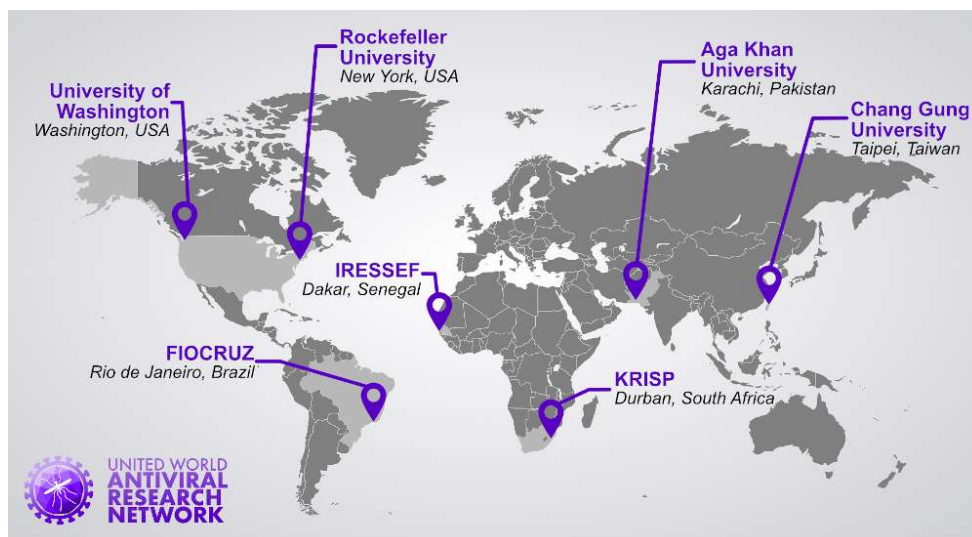 Rockefeller
University
New York, USA
University of
Washington
Washington, USA
Aga Khan
University
Karachi, Pakistan
Chang Gung
University
Taipei, Taiwan
IRESSEF
Dakar, Senegal
FIOCRUZ
Rio de Janeiro, Brazil
KRISP
Durban, South Africa
UNITED WORLD
ANTIVIRAL
RESEARCH
NETWORK